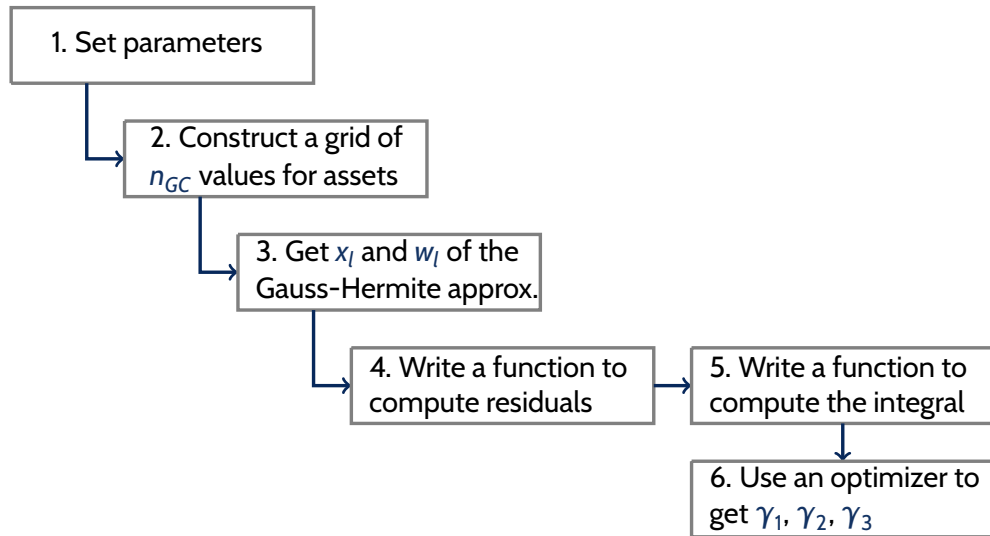 1. Set parameters
2. Construct a grid of
n_GC values for assets
3. Get x_l and w_l of the
Gauss-Hermite approx.
4. Write a function to
compute residuals
5. Write a function to
compute the integral
6. Use an optimizer to
get γ₁, γ₂, γ₃